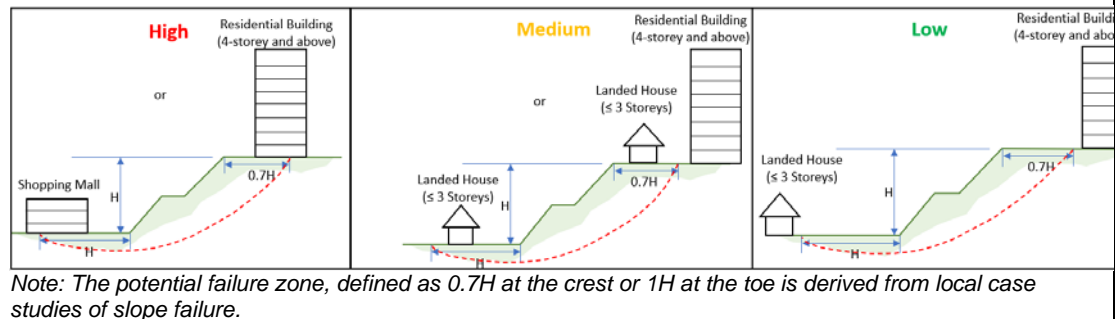 High
Residential Building
(4-storey and above)
or
H
0.7H
Shopping Mall
H
Medium
Residential Building
(4-storey and above)
or
Landed House
(≤ 3 Storeys)
0.7H
Landed House
(≤ 3 Storeys)
H
H
Low
Residential Buildi
(4-storey and abo
Landed House
(≤ 3 Storeys)
0.7H
H
H
Note: The potential failure zone, defined as 0.7H at the crest or 1H at the toe is derived from local case
studies of slope failure.